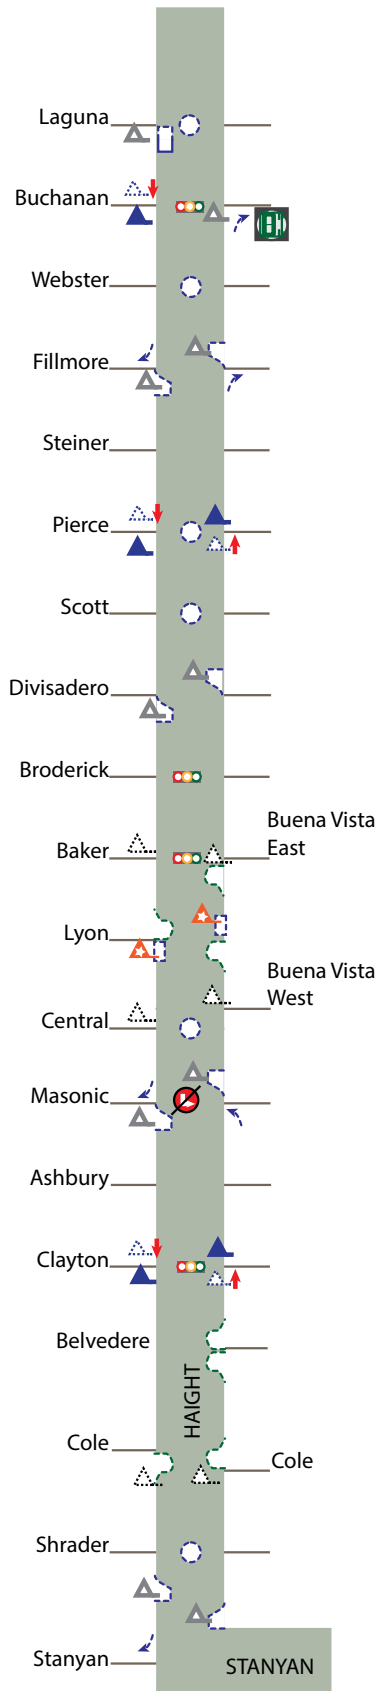 Laguna
Buchanan
Webster
Fillmore
Steiner
Pierce
Scott
Divisadero
Broderick
Buena Vista
East
Baker
Lyon
Buena Vista
West
Central
Masonic
Ashbury
Clayton
Belvedere
HAIGHT
Cole
Cole
Shrader
Stanyan
STANYAN